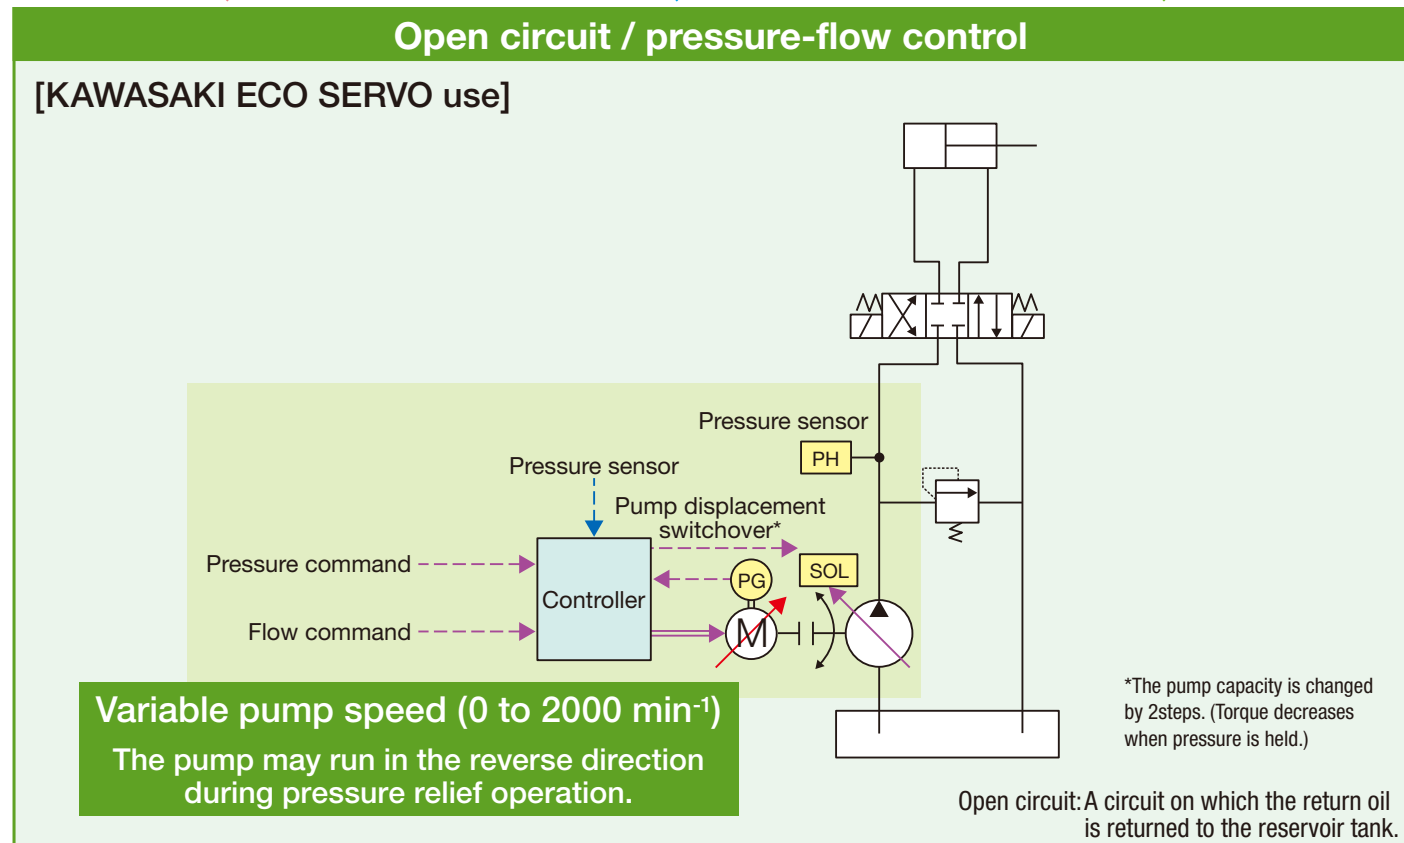 Open circuit / pressure-flow control
[KAWASAKI ECO SERVO use]
Pressure sensor
PH
Pressure sensor
Pump displacement
switchover*
Pressure command
SOL
PG
Controller
Flow command
M
Variable pump speed (0 to 2000 min-1)
The pump may run in the reverse direction
during pressure relief operation.
*The pump capacity is changed
by 2steps. (Torque decreases
when pressure is held.)
Open circuit: A circuit on which the return oil
is returned to the reservoir tank.